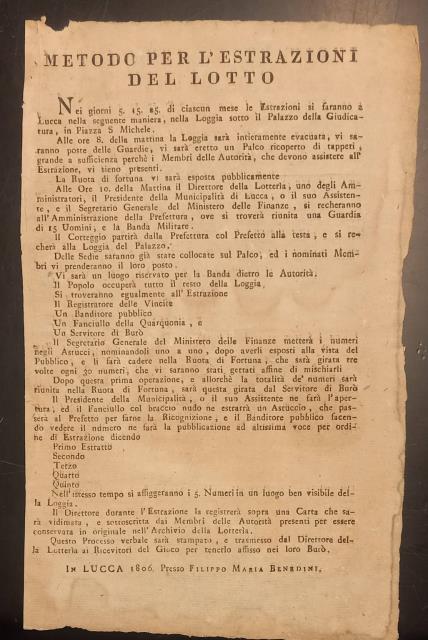 METODO PER L'ESTRAZIONI
DEL LOTTO
Nei giorni 5. 15. 25. di ciascun mese le Estrazioni si faranno a
Lucca nella seguente maniera, nella Loggia sotto il Palazzo della Giudica-
tura, in Piazza S Michele.
Alle ore 8. della mattina la Loggia sarà intieramente evacuata, vi sa-
ranno poste delle Guardie, vi sarà eretto un Palco ricoperto di tappeti,
grande a sufficienza perchè i Membri delle Autorità, che devono assistere all'
Estrazione, vi sieno presenti.
La Ruota di fortuna vi sarà esposta pubblicamente
Alle Ore 10. della Mattina il Direttore della Lotterìa, uno degli Am-
ministratori, il Presidente della Municipalità di Lucca, o il suo Assisten-
te, e il Segretario Generale del Ministero delle Finanze, si recheranno
all'Amministrazione della Prefettura, ove si troverà riunita una Guardia
di 15 Uomini, e la Banda Militare.
Il Corteggio partirà dalla Prefettura col Prefetto alla testa, e si re-
cherà alla Loggia del Palazzo.
Delle Sedie saranno già state collocate sul Palco, ed i nominati Mem-
bri vi prenderanno il loro posto.
Vi sarà un luogo riservato per la Banda dietro le Autorità.
Il Popolo occuperà tutto il resto della Loggia
Si troveranno egualmente all'Estrazione
Il Registratore delle Vincite
Un Banditore pubblico
Un Fanciullo della Quarquonia, e
Un Servitore di Burò
Il Segretario Generale del Ministero delle Finanze metterà i numeri
negli Astucci, nominandoli uno a uno, dopo averli esposti alla vista del
Pubblico, e li farà cadere nella Ruota di Fortuna, che sarà girata tre
volte ogni 30 numeri, che vi saranno stati gettati affine di mischiarli
Dopo questa prima operazione, e allorchè la totalità de' numeri sarà
riunita nella Ruota di Fortuna, sarà questa girata dal Servitore di Burò
Il Presidente della Municipalità, o il suo Assistente ne farà l'aper-
tura, ed il Fanciullo col braccio nudo ne estrarrà un Astuccio, che pas-
serà al Prefetto per farne la Ricognizione, e il Banditore pubblico facen-
do vedere il numero ne farà la pubblicazione ad altissima voce per ordi-
ne di Estrazione dicendo
Primo Estratto
Secondo
Terzo
Quarto
Quinto
Nell'istesso tempo si affiggeranno i 5. Numeri in un luogo ben visibile del-
la Loggia.
Il Direttore durante l'Estrazione la registrerà sopra una Carta che sa-
rà vidimata, e sottoscritta dai Membri delle Autorità presenti per essere
conservata in originale nell'Archivio della Lotterìa.
Questo Processo verbale sarà stampato, e trasmesso dal Direttore del-
la Lotterìa ai Ricevitori del Gioco per tenerlo affisso nei loro Burò.
IN LUCCA 1806. Presso FILIPPO MARIA BENEDINI.